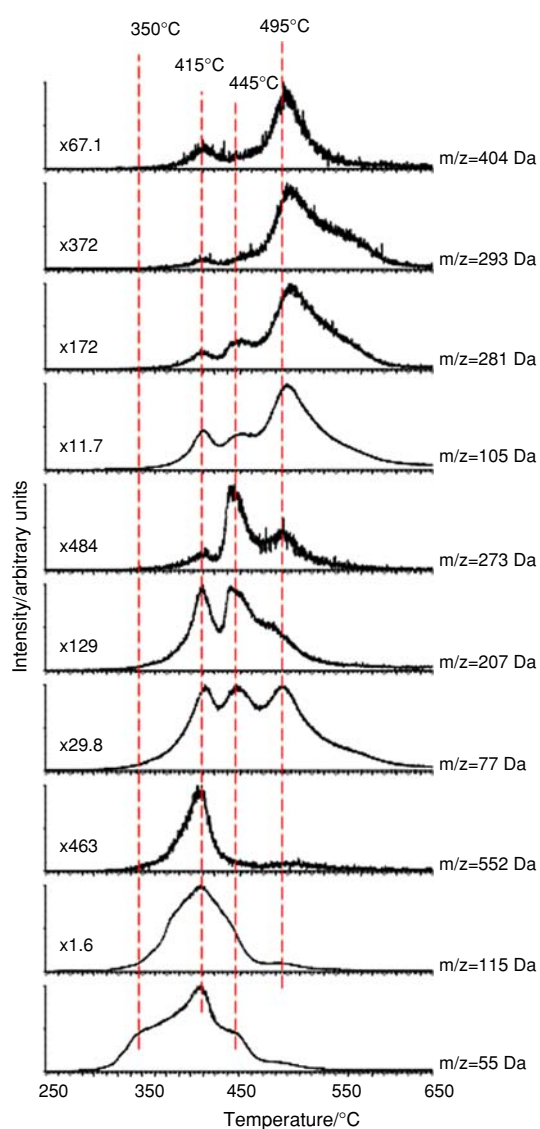 350°C
495°C
415°C
445°C
x67.1
m/z=404 Da
x372
m/z=293 Da
x172
m/z=281 Da
x11.7
m/z=105 Da
x484
m/z=273 Da
x129
m/z=207 Da
x29.8
m/z=77 Da
x463
m/z=552 Da
x1.6
m/z=115 Da
m/z=55 Da
Intensity/arbitrary units
250 350 450 550 650
Temperature/°C